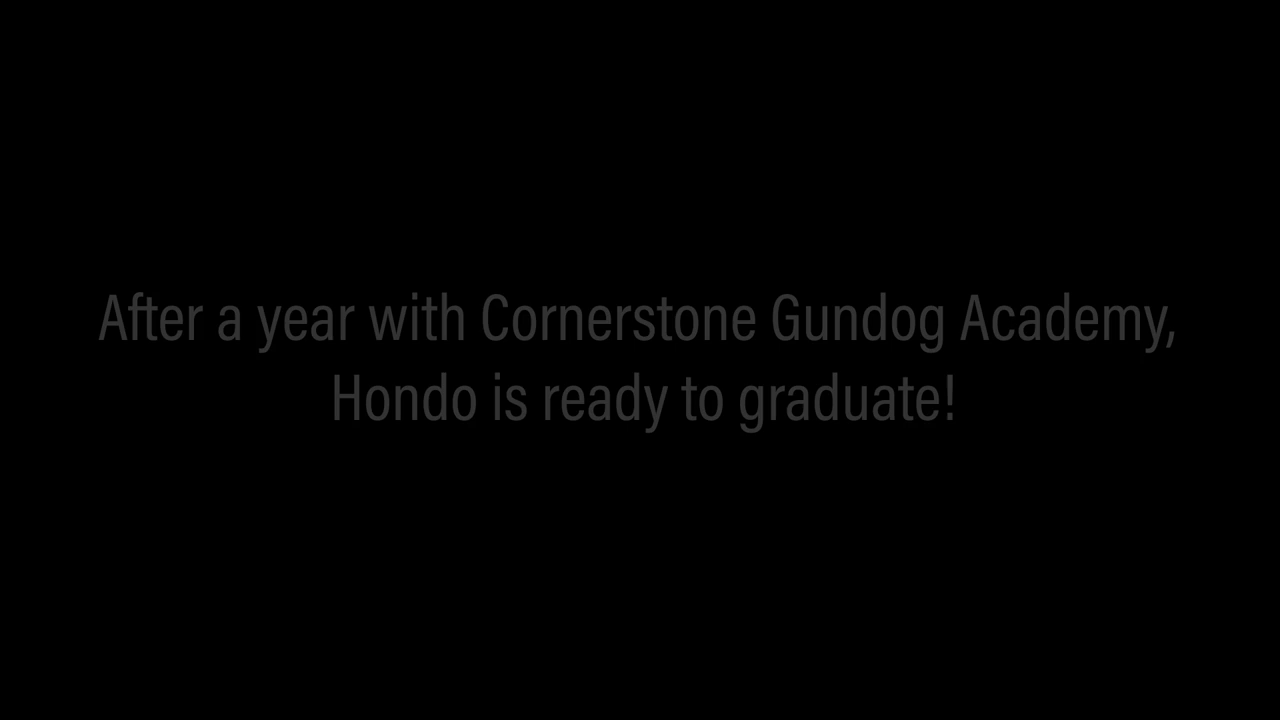 After a year with Cornerstone Gundog Academy,
Hondo is ready to graduate!